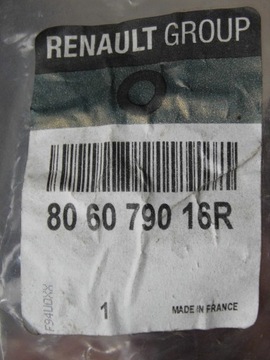 RENAULT GROUP
80 60 790 16R
1
MADE IN FRANCE